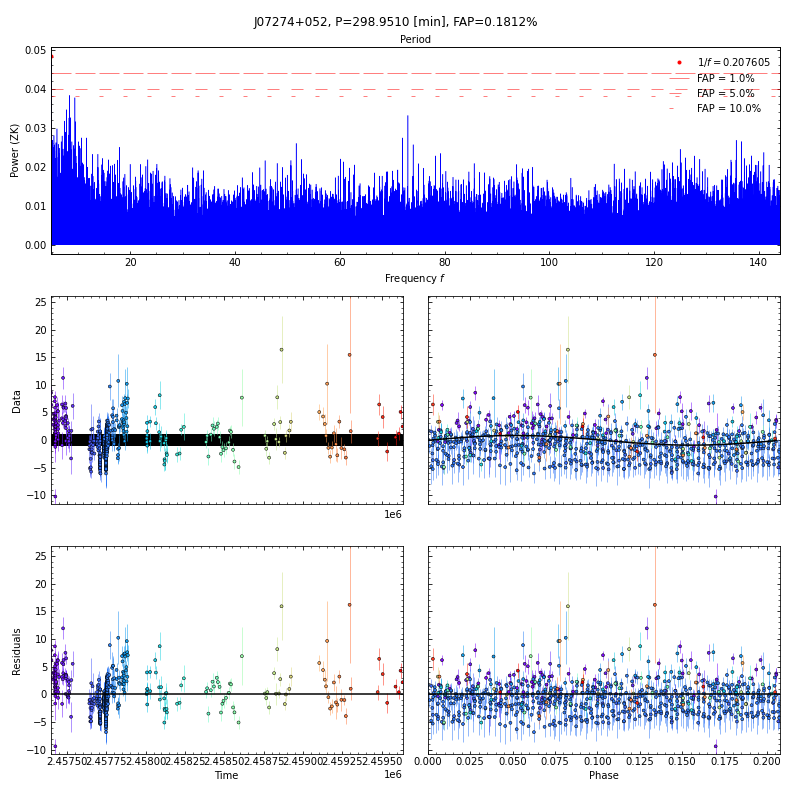 J07274+052, P=298.9510 [min], FAP=0.1812%
Period
0.05
0.04
0.03
0.02
0.01
0.00
Power (ZK)
1/f = 0.207605
FAP = 1.0%
FAP = 5.0%
FAP = 10.0%
20 40 60 80 100 120 140
Frequency f
25
20
15
10
5
0
−5
−10
Data
1e6
25
20
15
10
5
0
−5
−10
Residuals
2.45750 2.45775 2.45800 2.45825 2.45850 2.45875 2.45900 2.45925 2.45950
Time
1e6
0.000 0.025 0.050 0.075 0.100 0.125 0.150 0.175 0.200
Phase